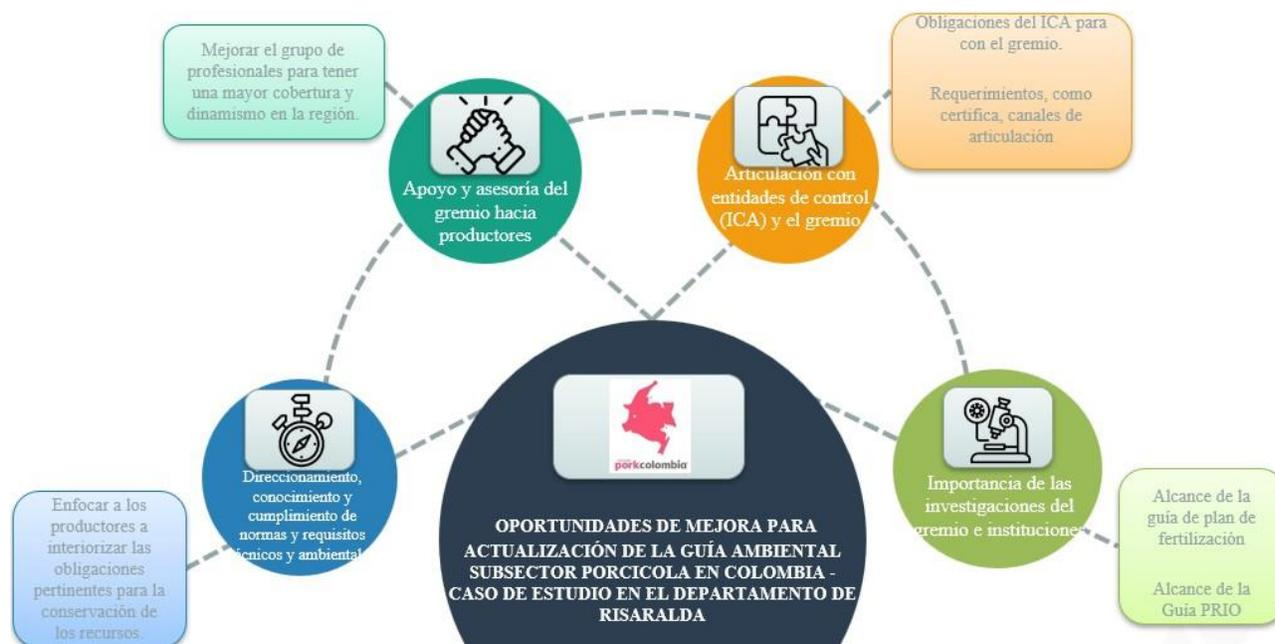 Mejorar el grupo de
profesionales para tener
una mayor cobertura y
dinamismo en la región.
Obligaciones del ICA para
con el gremio.
Requerimientos, como
certifica, canales de
articulación
Apoyo y asesoría del
gremio hacia
productores
Articulación con
entidades de control
(ICA) y el gremio
Direccionamiento,
conocimiento y
cumplimiento de
normas y requisitos
técnicos y ambiental
Enfocar a los
productores a
interiorizar las
obligaciones
pertinentes para la
conservación de
los recursos.
porkcolombia
OPORTUNIDADES DE MEJORA PARA
ACTUALIZACIÓN DE LA GUÍA AMBIENTAL
SUBSECTOR PORCICOLA EN COLOMBIA -
CASO DE ESTUDIO EN EL DEPARTAMENTO DE
RISARALDA
Importancia de las
investigaciones del
gremio e instituciones
Alcance de la
guía de plan de
fertilización
Alcance de la
Guía PRIO